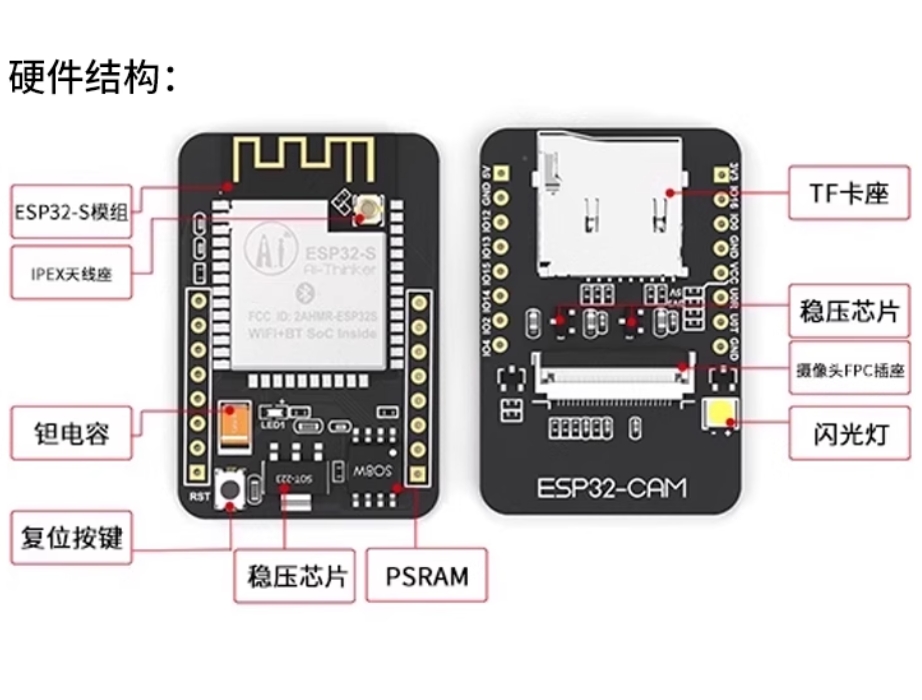 硬件结构：
ESP32-S模组
IPEX天线座
钽电容
复位按键
稳压芯片
PSRAM
Ai
ESP32-S
Ai-Thinker
FCC ID: 2AHMR-ESP32S
WiFi+BT SoC Inside
LED1
RST
SOT-223
SO8W
5V
GND
IO12
IO13
IO15
IO14
IO2
IO4
3V3
IO16
IO0
GND
VCC
U0R
U0T
GND
5V
3V3
ESP32-CAM
TF卡座
稳压芯片
摄像头FPC插座
闪光灯